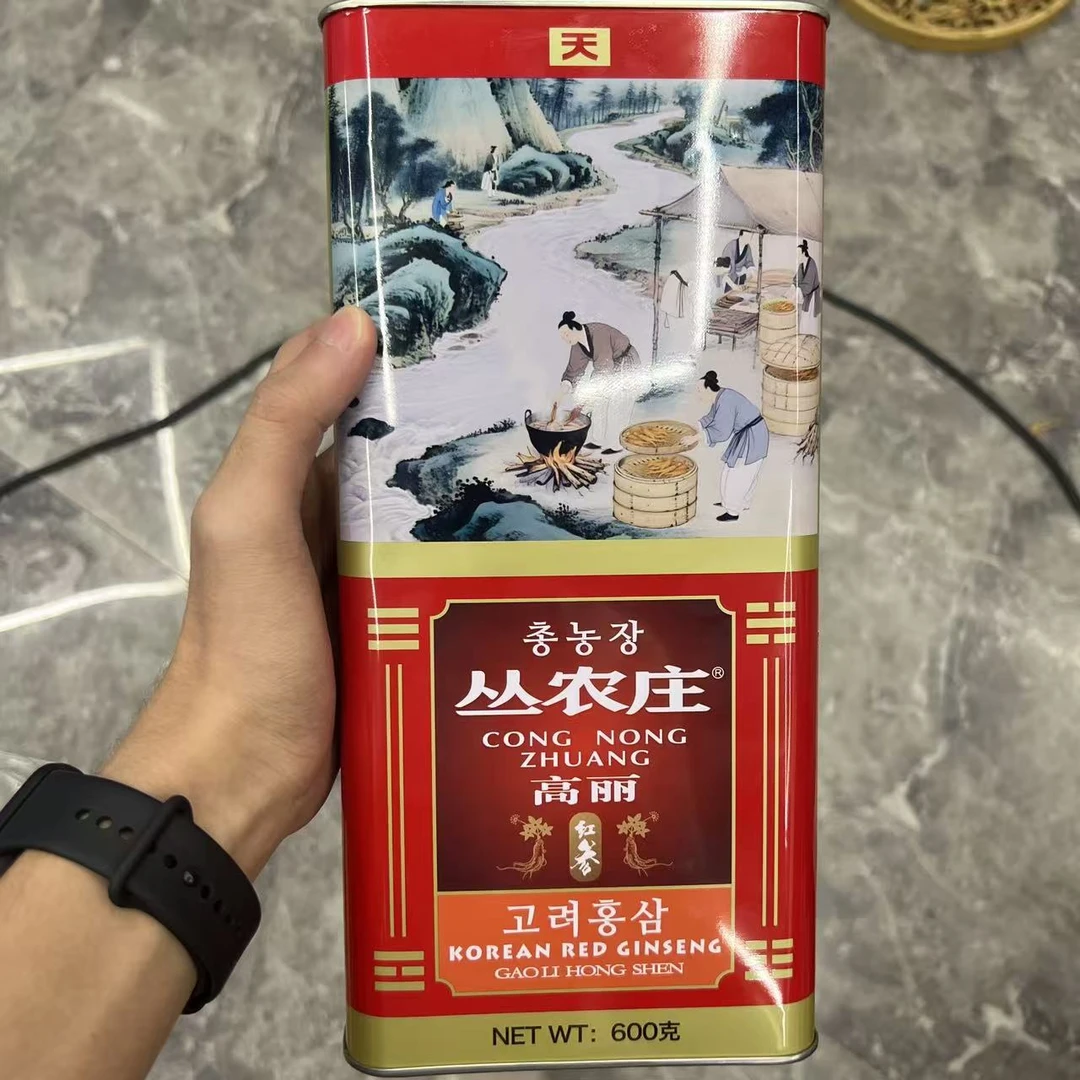 天
총농장
丛农庄®
CONG NONG
ZHUANG
高丽
红参
고려홍삼
KOREAN RED GINSENG
GAO LI HONG SHEN
NET WT: 600克